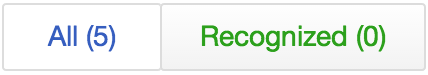 All (5) Recognized (0)